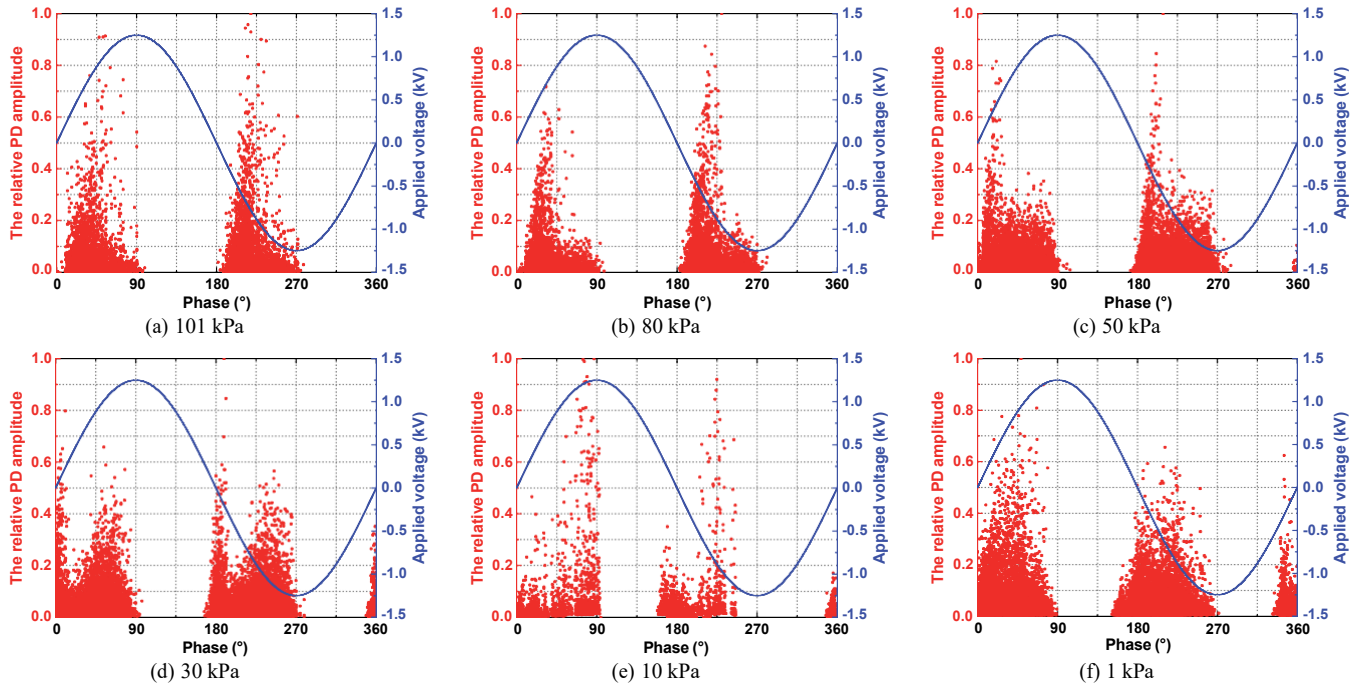 The relative PD amplitude
1.0
0.8
0.6
0.4
0.2
0.0
0 90 180 270 360
Phase (°)
1.5
1.0
0.5
0.0
-0.5
-1.0
-1.5
Applied voltage (kV)
(a) 101 kPa
The relative PD amplitude
1.0
0.8
0.6
0.4
0.2
0.0
0 90 180 270 360
Phase (°)
1.5
1.0
0.5
0.0
-0.5
-1.0
-1.5
Applied voltage (kV)
(b) 80 kPa
The relative PD amplitude
1.0
0.8
0.6
0.4
0.2
0.0
0 90 180 270 360
Phase (°)
1.5
1.0
0.5
0.0
-0.5
-1.0
-1.5
Applied voltage (kV)
(c) 50 kPa
The relative PD amplitude
1.0
0.8
0.6
0.4
0.2
0.0
0 90 180 270 360
Phase (°)
1.5
1.0
0.5
0.0
-0.5
-1.0
-1.5
Applied voltage (kV)
(d) 30 kPa
The relative PD amplitude
1.0
0.8
0.6
0.4
0.2
0.0
0 90 180 270 360
Phase (°)
1.5
1.0
0.5
0.0
-0.5
-1.0
-1.5
Applied voltage (kV)
(e) 10 kPa
The relative PD amplitude
1.0
0.8
0.6
0.4
0.2
0.0
0 90 180 270 360
Phase (°)
1.5
1.0
0.5
0.0
-0.5
-1.0
-1.5
Applied voltage (kV)
(f) 1 kPa